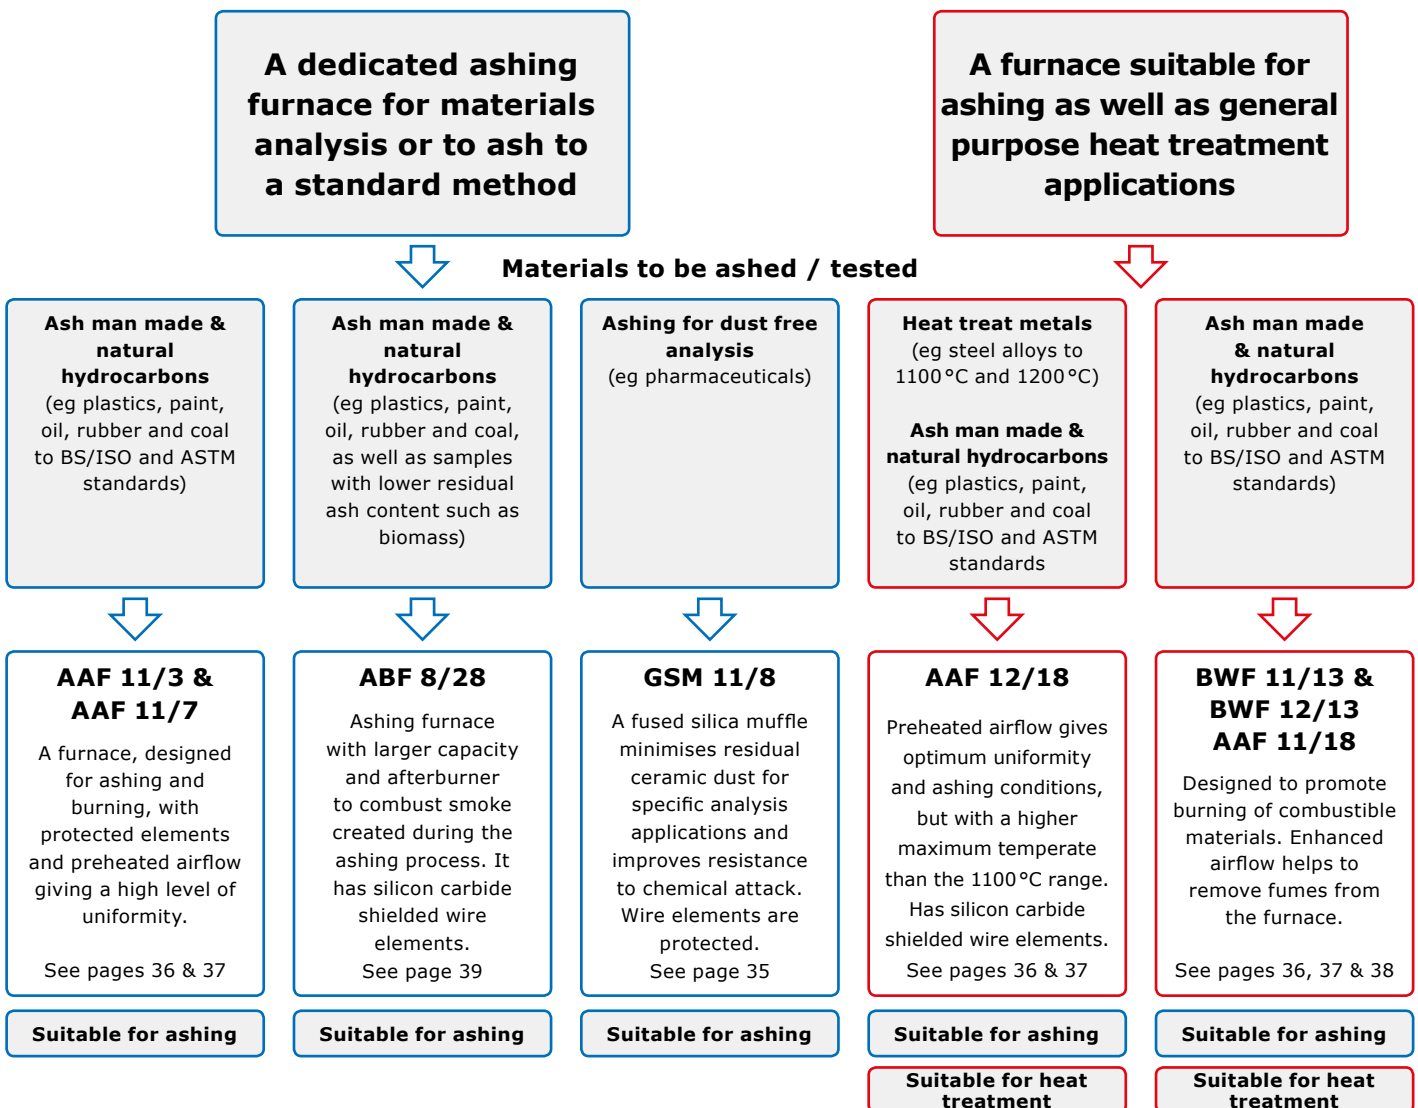 A dedicated ashing
furnace for materials
analysis or to ash to
a standard method
A furnace suitable for
ashing as well as general
purpose heat treatment
applications
Materials to be ashed / tested
Ash man made &
natural
hydrocarbons
(eg plastics, paint,
oil, rubber and coal
to BS/ISO and ASTM
standards)
Ash man made &
natural
hydrocarbons
(eg plastics, paint,
oil, rubber and coal,
as well as samples
with lower residual
ash content such as
biomass)
Ashing for dust free
analysis
(eg pharmaceuticals)
Heat treat metals
(eg steel alloys to
1100°C and 1200°C)
Ash man made &
natural hydrocarbons
(eg plastics, paint,
oil, rubber and coal
to BS/ISO and ASTM
standards
Ash man made
& natural
hydrocarbons
(eg plastics, paint,
oil, rubber and coal
to BS/ISO and ASTM
standards)
AAF 11/3 &
AAF 11/7
A furnace, designed
for ashing and
burning, with
protected elements
and preheated airflow
giving a high level of
uniformity.
See pages 36 & 37
ABF 8/28
Ashing furnace
with larger capacity
and afterburner
to combust smoke
created during the
ashing process. It
has silicon carbide
shielded wire
elements.
See page 39
GSM 11/8
A fused silica muffle
minimises residual
ceramic dust for
specific analysis
applications and
improves resistance
to chemical attack.
Wire elements are
protected.
See page 35
AAF 12/18
Preheated airflow gives
optimum uniformity
and ashing conditions,
but with a higher
maximum temperate
than the 1100°C range.
Has silicon carbide
shielded wire elements.
See pages 36 & 37
BWF 11/13 &
BWF 12/13
AAF 11/18
Designed to promote
burning of combustible
materials. Enhanced
airflow helps to
remove fumes from
the furnace.
See pages 36, 37 & 38
Suitable for ashing
Suitable for ashing
Suitable for ashing
Suitable for ashing
Suitable for ashing
Suitable for heat
treatment
Suitable for heat
treatment